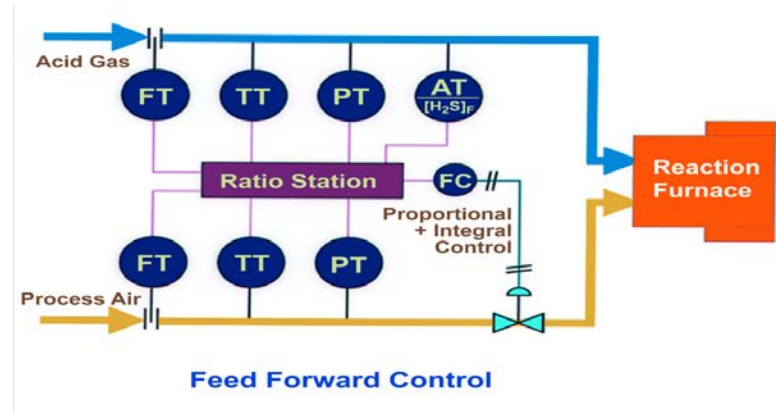 Acid Gas
FT
TT
PT
AT
[H₂S]F
Ratio Station
FC
Proportional
+ Integral
Control
Reaction
Furnace
FT
TT
PT
Process Air
Feed Forward Control